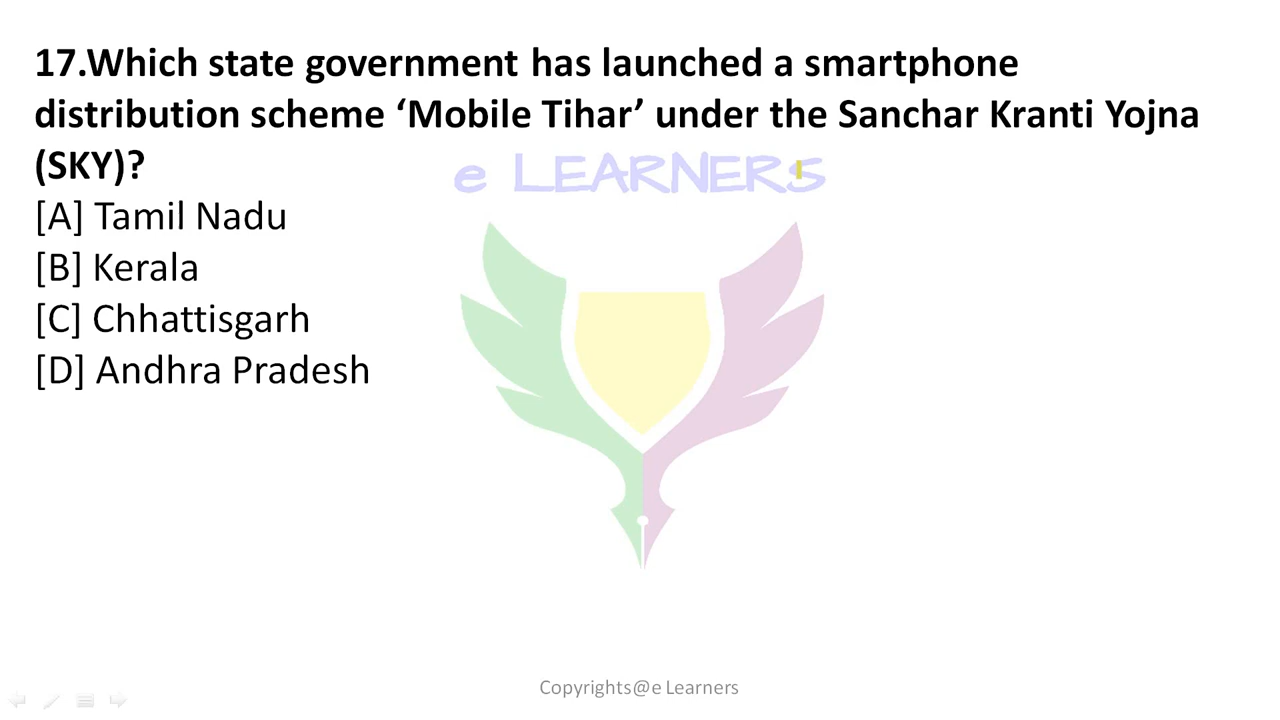 17.Which state government has launched a smartphone
distribution scheme ‘Mobile Tihar’ under the Sanchar Kranti Yojna
(SKY)?
e LEARNERS
[A] Tamil Nadu
[B] Kerala
[C] Chhattisgarh
[D] Andhra Pradesh
Copyrights@e Learners